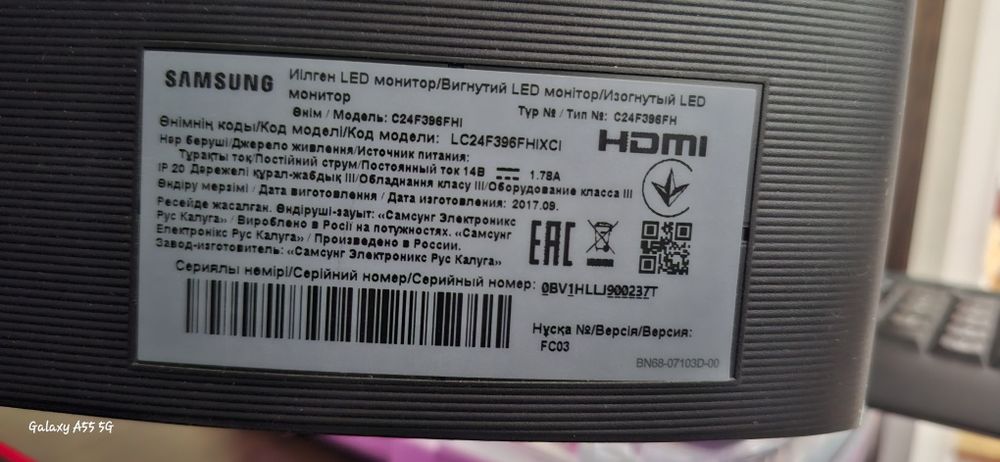 SAMSUNG
Иілген LED монитор/Вигнутий LED монітор/Изогнутый LED
монитор
Өнім / Модель: C24F396FHI
Түр № / Тип №: C24F396FH
Өнімнің коды/Код моделі/Код модели: LC24F396FHIXCI
HDMI
Нәр беруші/Джерело живлення/Источник питания:
Тұрақты ток/Постійний струм/Постоянный ток 14В 1.78А
IP 20 Дәрежелі құрал-жабдық III/Обладнання класу III/Оборудование класса III
Өндіру мерзімі / Дата виготовлення / Дата изготовления: 2017.09.
Ресейде жасалған. Өндіруші-зауыт: «Самсунг Электроникс
Рус Калуга» / Вироблено в Росії на потужностях. «Самсунг
Електронікс Рус Калуга» / Произведено в России.
Завод-изготовитель: «Самсунг Электроникс Рус Калуга»
EAC
Сериялы немірі/Серійний номер/Серийный номер: 0BV1HLLJ900237T
Нұсқа №/Версія/Версия:
FC03
BN68-07103D-00
Galaxy A55 5G